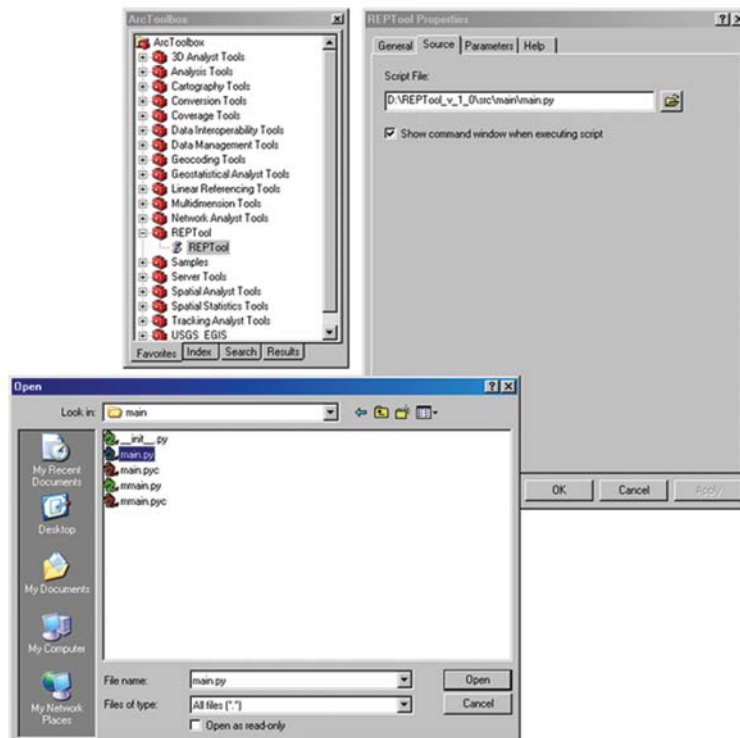 ArcToolbox
ArcToolbox
3D Analyst Tools
Analysis Tools
Cartography Tools
Conversion Tools
Coverage Tools
Data Interoperability Tools
Data Management Tools
Geocoding Tools
Geostatistical Analyst Tools
Linear Referencing Tools
Multidimension Tools
Network Analyst Tools
REPTool
REPTool
Samples
Server Tools
Spatial Analyst Tools
Spatial Statistics Tools
Tracking Analyst Tools
USGS EGIS
Favorites Index Search Results
REPTool Properties
General Source Parameters Help
Script File:
D:\REPTool_v_1_0\src\main\main.py
Show command window when executing script
OK Cancel Apply
Open
Look in: main
__init__.py
main.py
main.pyc
mmain.py
mmain.pyc
My Recent
Documents
Desktop
My Documents
My Computer
My Network
Places
File name: main.py Open
Files of type: All files (*.*) Cancel
Open as read-only